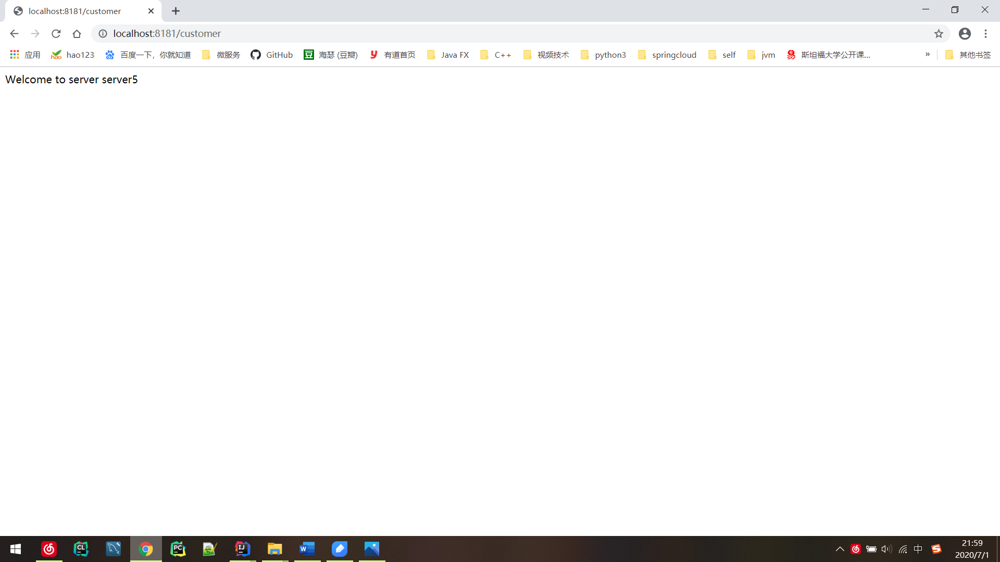 localhost:8181/customer
localhost:8181/customer
应用 hao123 百度一下，你就知道 微服务 GitHub 海瑟 (豆瓣) 有道首页 Java FX C++ 视频技术 python3 springcloud self jvm 斯坦福大学公开课... » 其他书签
Welcome to server server5
中 21:59
2020/7/1